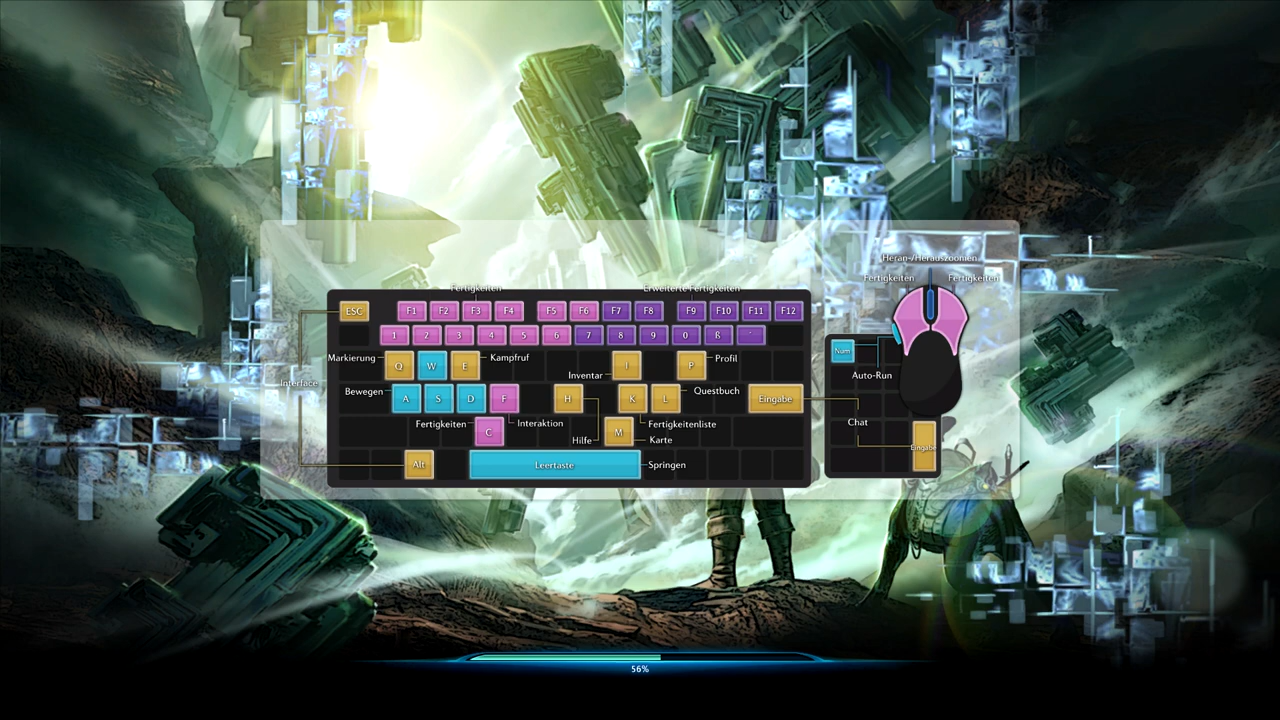 Heran-/Herauszoomen
Fertigkeiten Fertigkeiten
Fertigkeiten Erweiterte Fertigkeiten
ESC F1 F2 F3 F4 F5 F6 F7 F8 F9 F10 F11 F12
1 2 3 4 5 6 7 8 9 0 ß ´
Markierung Q W E Kampfruf I P Profil
Num
Inventar
Auto-Run
Interface
Bewegen A S D F H K L Questbuch Eingabe
Fertigkeiten C Interaktion M Fertigkeitenliste
Chat
Hilfe Karte
Eingabe
Alt Leertaste Springen
56%